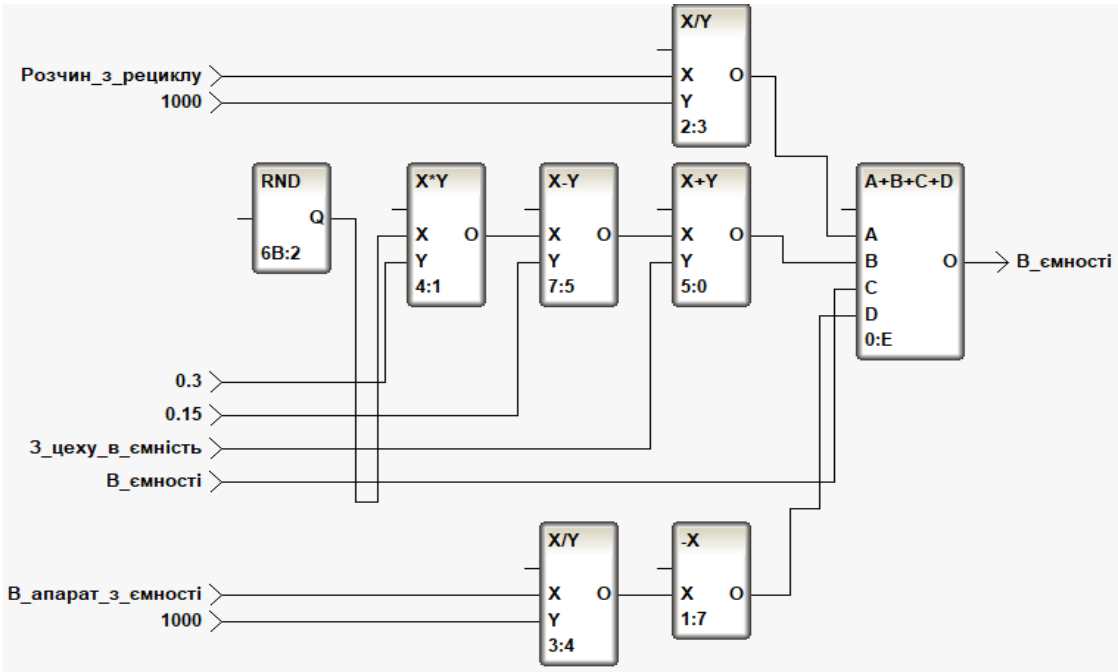 X/Y
Розчин_з_рециклу
X O
1000
Y
2:3
RND
X*Y
X-Y
X+Y
A+B+C+D
Q
X O
X O
X O
A
6B:2
Y
Y
Y
B O
В_ємності
4:1
7:5
5:0
C
D
0:E
0.3
0.15
З_цеху_в_ємність
В_ємності
X/Y
-X
В_апарат_з_ємності
X O
X O
1000
Y
1:7
3:4